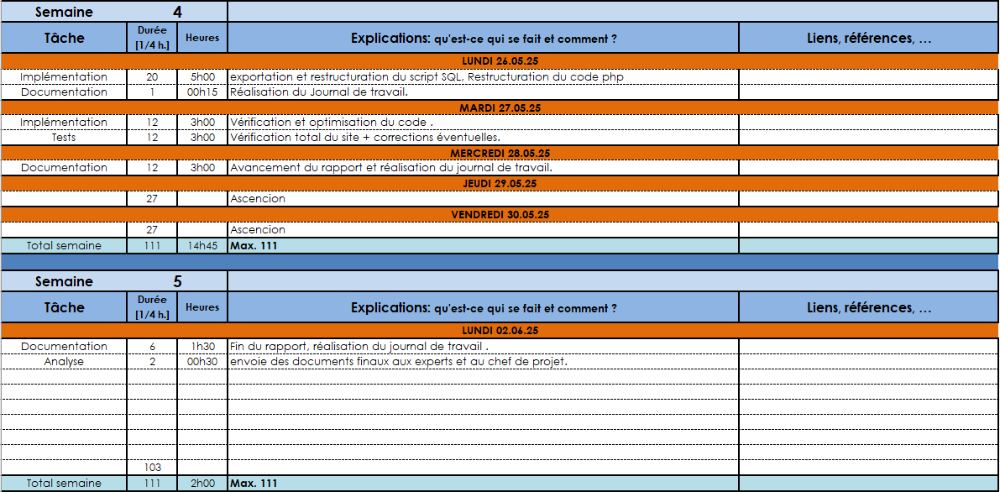 Semaine 4
Tâche Durée [1/4 h.] Heures Explications: qu'est-ce qui se fait et comment ? Liens, références, …
LUNDI 26.05.25
Implémentation 20 5h00 exportation et restructuration du script SQL, Restructuration du code php
Documentation 1 00h15 Réalisation du Journal de travail.
MARDI 27.05.25
Implémentation 12 3h00 Vérification et optimisation du code .
Tests 12 3h00 Vérification total du site + corrections éventuelles.
MERCREDI 28.05.25
Documentation 12 3h00 Avancement du rapport et réalisation du journal de travail.
JEUDI 29.05.25
27 Ascencion
VENDREDI 30.05.25
27 Ascencion
Total semaine 111 14h45 Max. 111
Semaine 5
Tâche Durée [1/4 h.] Heures Explications: qu'est-ce qui se fait et comment ? Liens, références, …
LUNDI 02.06.25
Documentation 6 1h30 Fin du rapport, réalisation du journal de travail .
Analyse 2 00h30 envoie des documents finaux aux experts et au chef de projet.
103
Total semaine 111 2h00 Max. 111